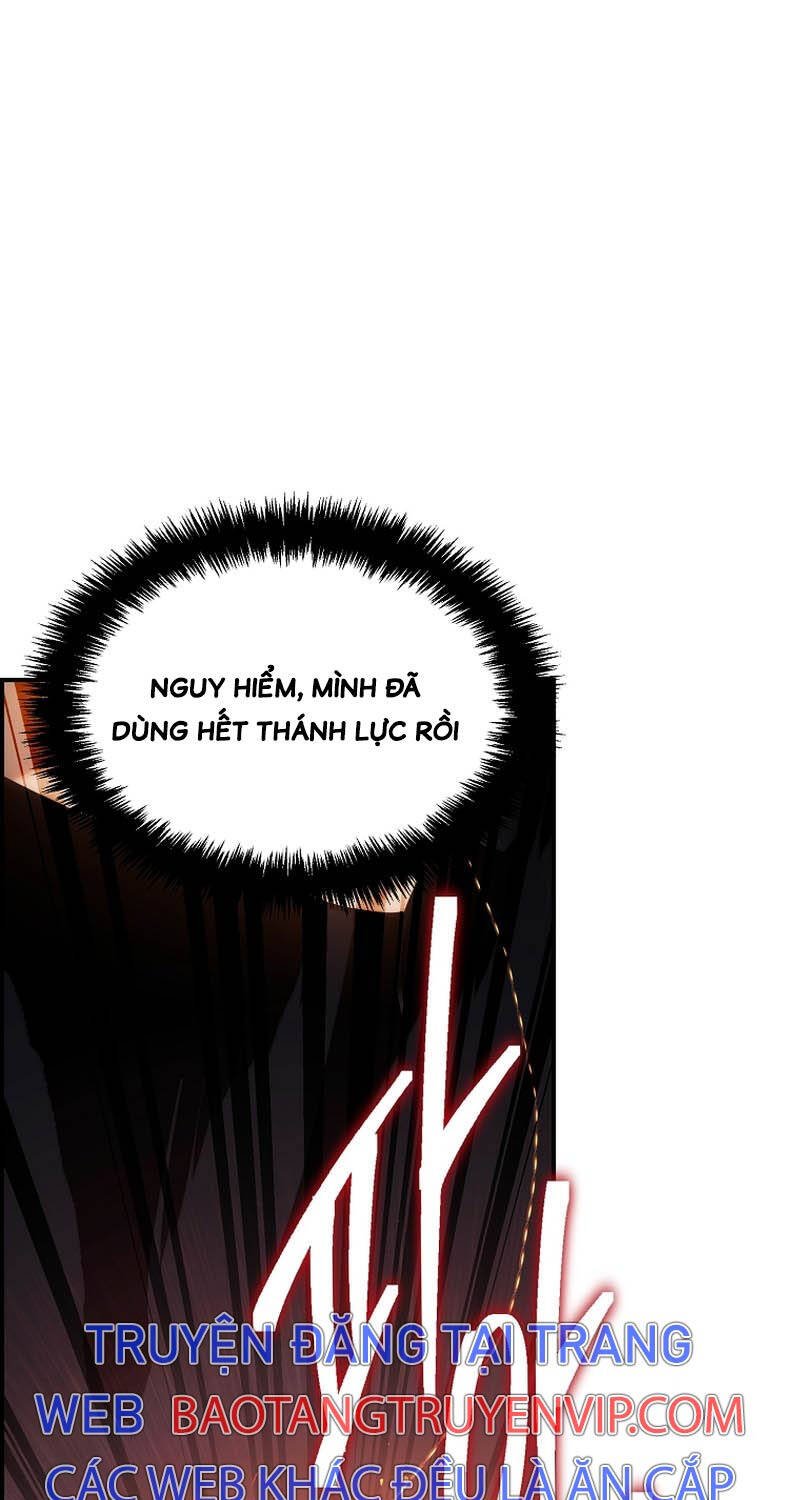 NGUY HIỂM, MÌNH ĐÃ
DÙNG HẾT THÁNH LỰC RỒI
TRUYỆN ĐĂNG TẠI TRANG
WEB BAOTANGTRUYENVIP.COM
CÁC WEB KHÁC ĐỀU LÀ ĂN CẮP